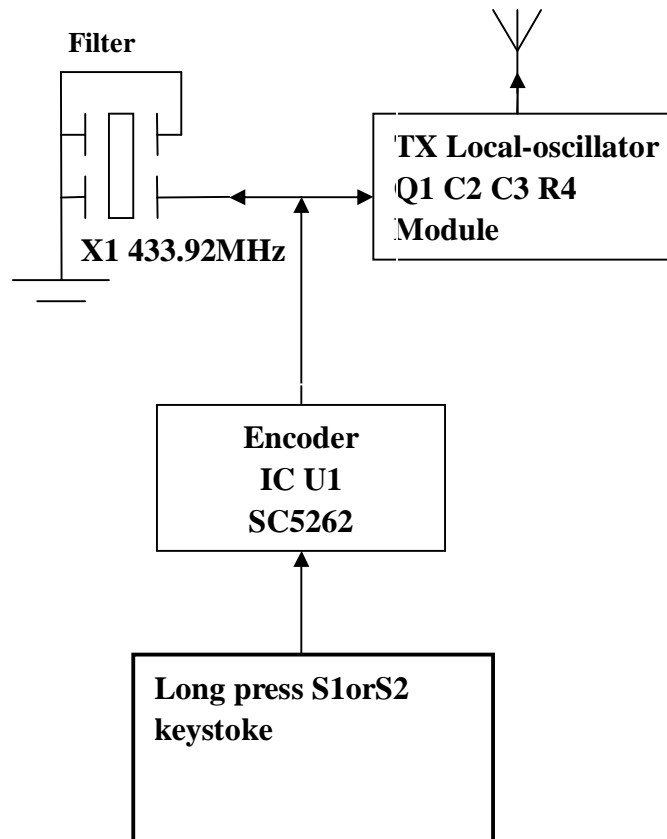 Filter
TX Local-oscillator
Q1 C2 C3 R4
Module
X1 433.92MHz
Encoder
IC U1
SC5262
Long press S1orS2
keystoke